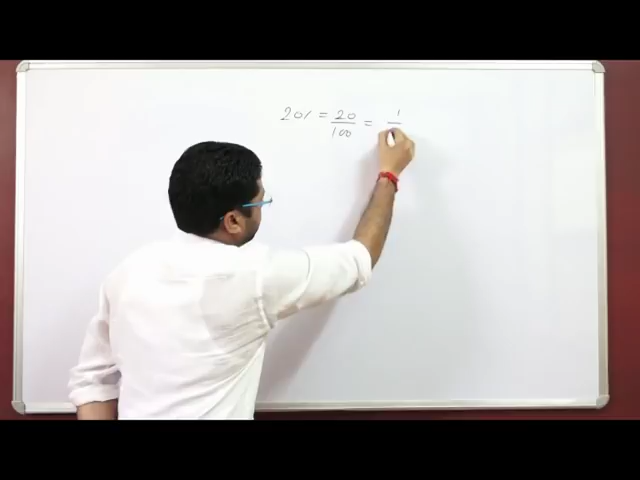 20% = 20/100 = 1/